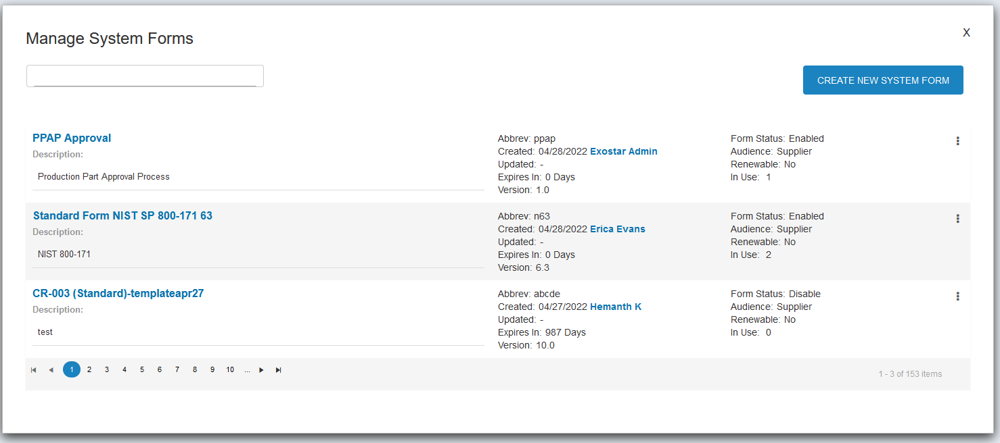 Manage System Forms
X
CREATE NEW SYSTEM FORM
PPAP Approval
Description:
Production Part Approval Process
Abbrev: ppap
Created: 04/28/2022 Exostar Admin
Updated: -
Expires In: 0 Days
Version: 1.0
Form Status: Enabled
Audience: Supplier
Renewable: No
In Use: 1
Standard Form NIST SP 800-171 63
Description:
NIST 800-171
Abbrev: n63
Created: 04/28/2022 Erica Evans
Updated: -
Expires In: 0 Days
Version: 6.3
Form Status: Enabled
Audience: Supplier
Renewable: No
In Use: 2
CR-003 (Standard)-templateapr27
Description:
test
Abbrev: abcde
Created: 04/27/2022 Hemanth K
Updated: -
Expires In: 987 Days
Version: 10.0
Form Status: Disable
Audience: Supplier
Renewable: No
In Use: 0
1 2 3 4 5 6 7 8 9 10 ...
1 - 3 of 153 items